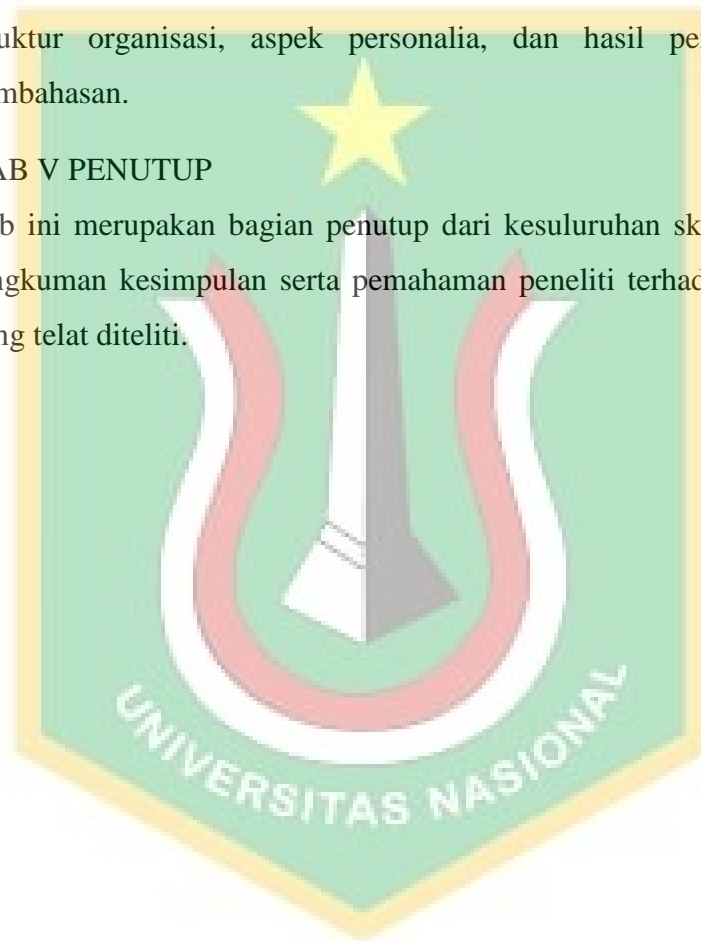 uktur organisasi, aspek personalia, dan hasil pe
mbahasan.
AB V PENUTUP
b ini merupakan bagian penutup dari kesuluruhan sk
ngkuman kesimpulan serta pemahaman peneliti terhad
ng telat diteliti.
UNIVERSITAS NASIONAL